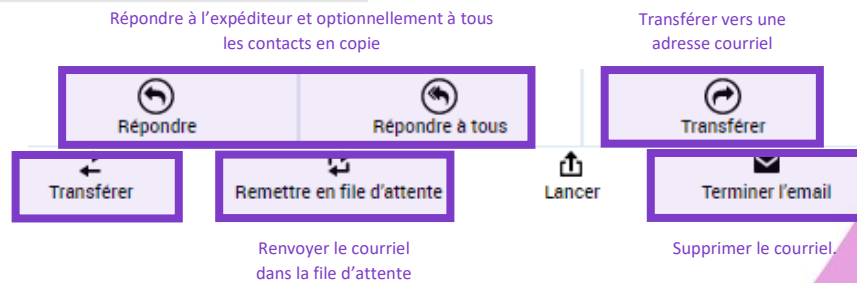 Répondre à l’expéditeur et optionnellement à tous
les contacts en copie
Transférer vers une
adresse courriel
Répondre
Répondre à tous
Transférer
Transférer
Remettre en file d'attente
Lancer
Terminer l'email
Renvoyer le courriel
dans la file d’attente
Supprimer le courriel.